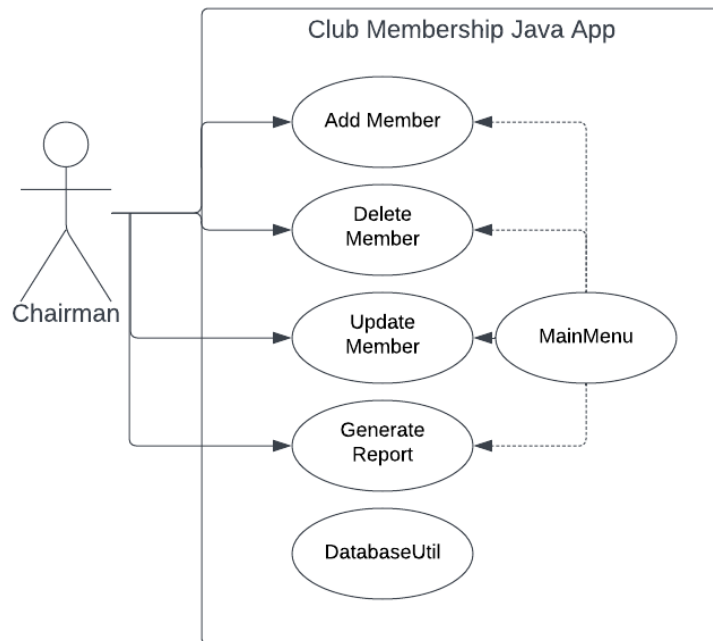 Club Membership Java App
Add Member
Delete
Member
Chairman
Update
Member
MainMenu
Generate
Report
DatabaseUtil